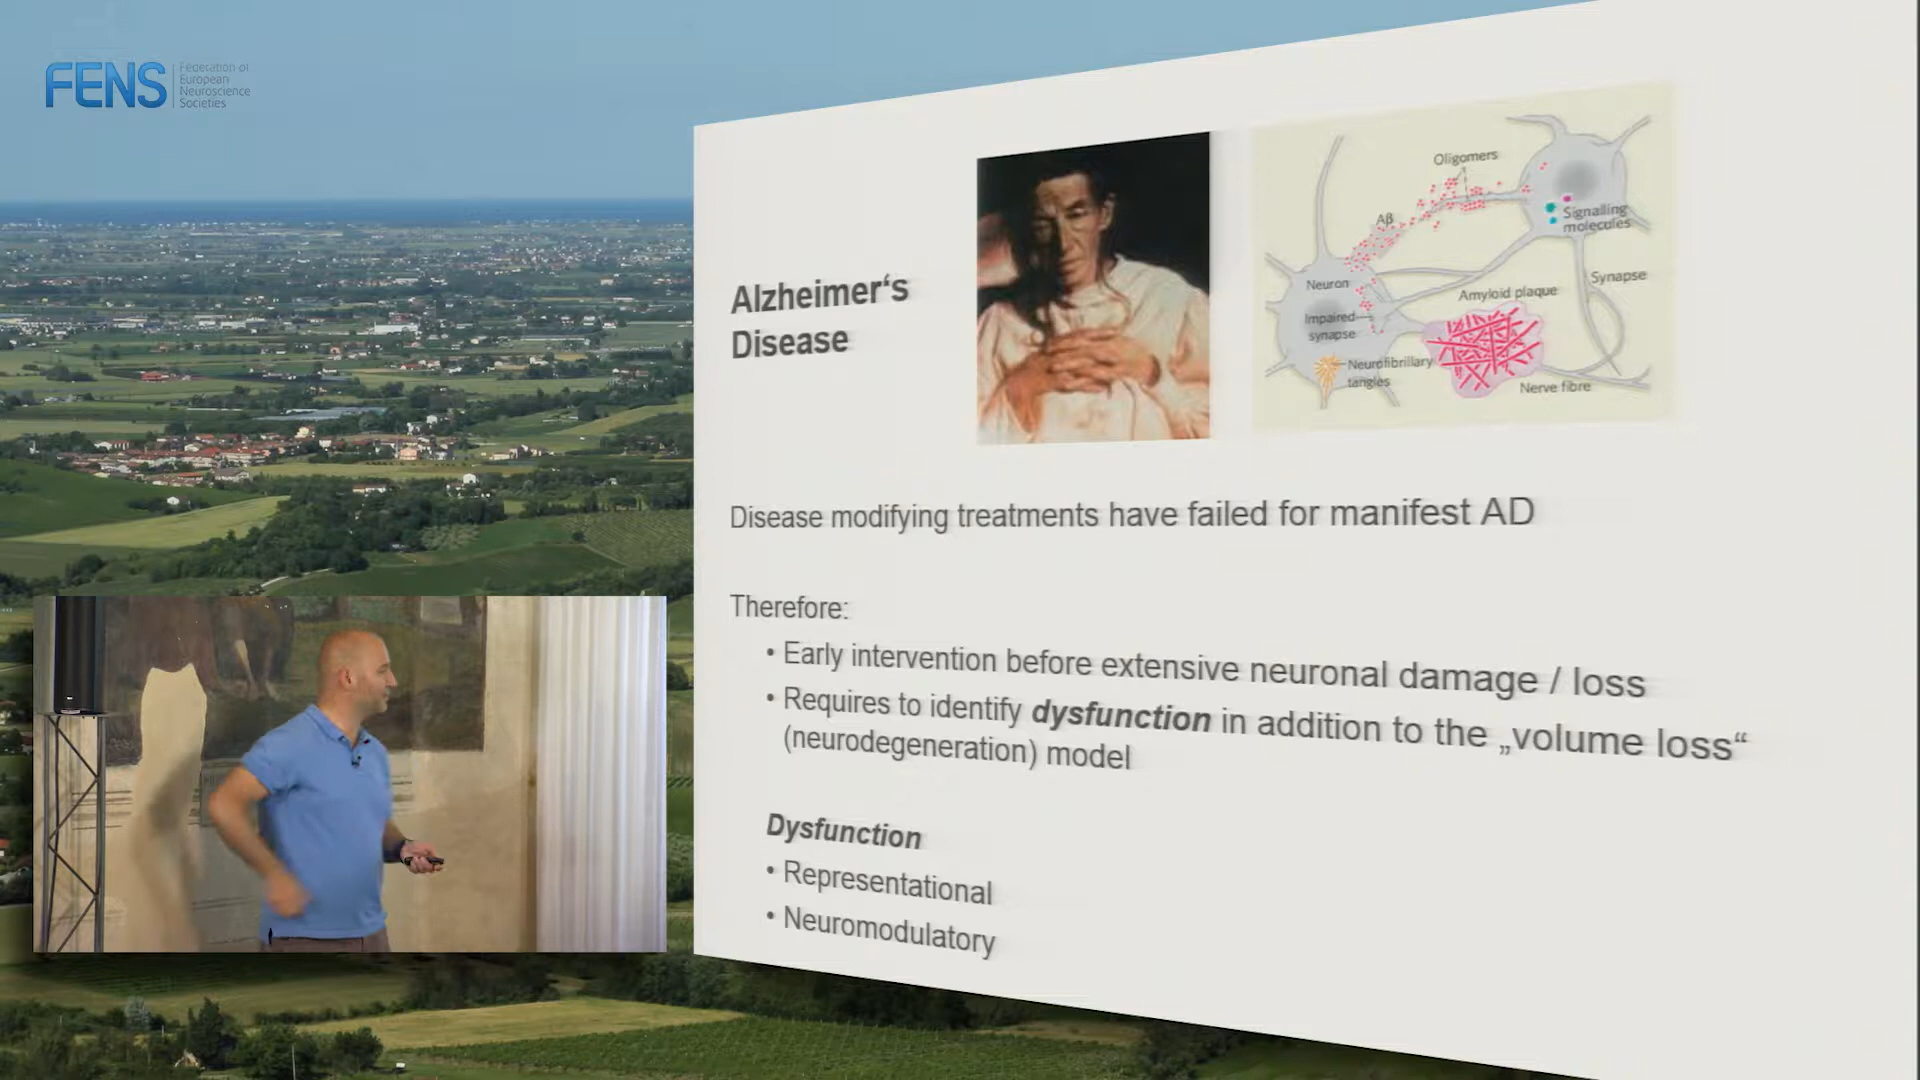 FENS
Federation of
European
Neuroscience
Societies
Alzheimer‘s
Disease
Oligomers
Aβ
Signalling
molecules
Neuron
Synapse
Amyloid plaque
Impaired
synapse
Neurofibrillary
tangles
Nerve fibre
Disease modifying treatments have failed for manifest AD
Therefore:
• Early intervention before extensive neuronal damage / loss
• Requires to identify dysfunction in addition to the „volume loss“
(neurodegeneration) model
Dysfunction
• Representational
• Neuromodulatory